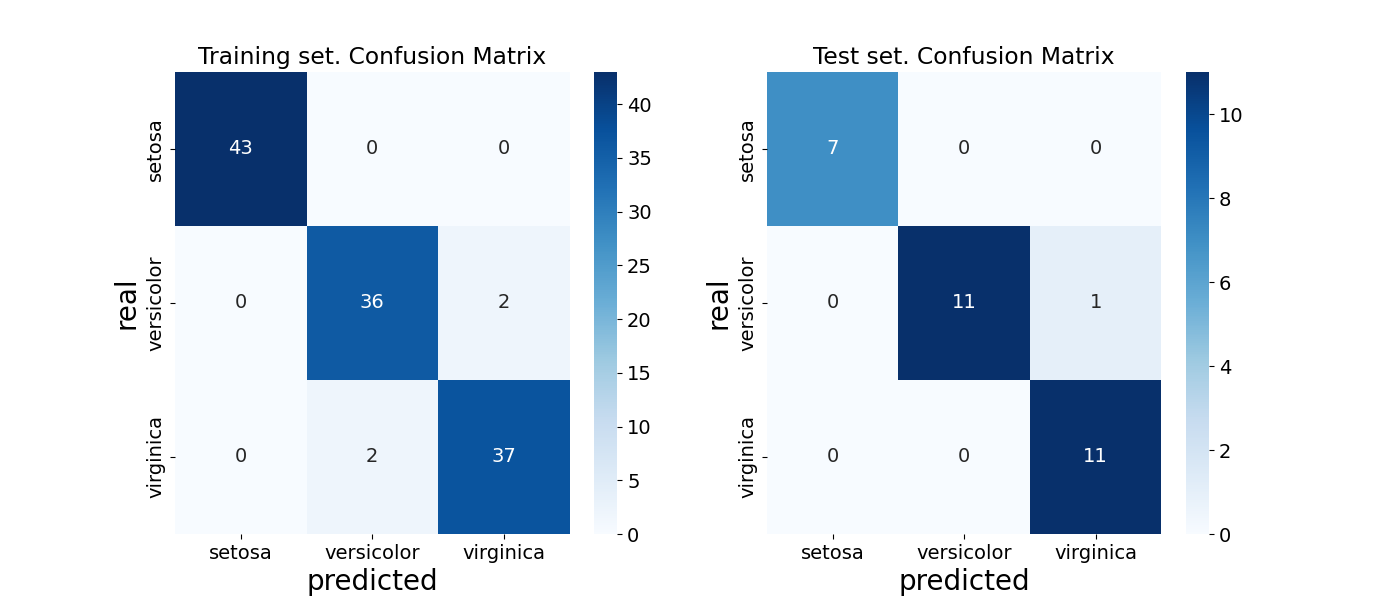 Training set. Confusion Matrix
setosa
versicolor
virginica
real
43 0 0
0 36 2
0 2 37
setosa versicolor virginica
predicted
40
35
30
25
20
15
10
5
0
Test set. Confusion Matrix
setosa
versicolor
virginica
real
7 0 0
0 11 1
0 0 11
setosa versicolor virginica
predicted
10
8
6
4
2
0